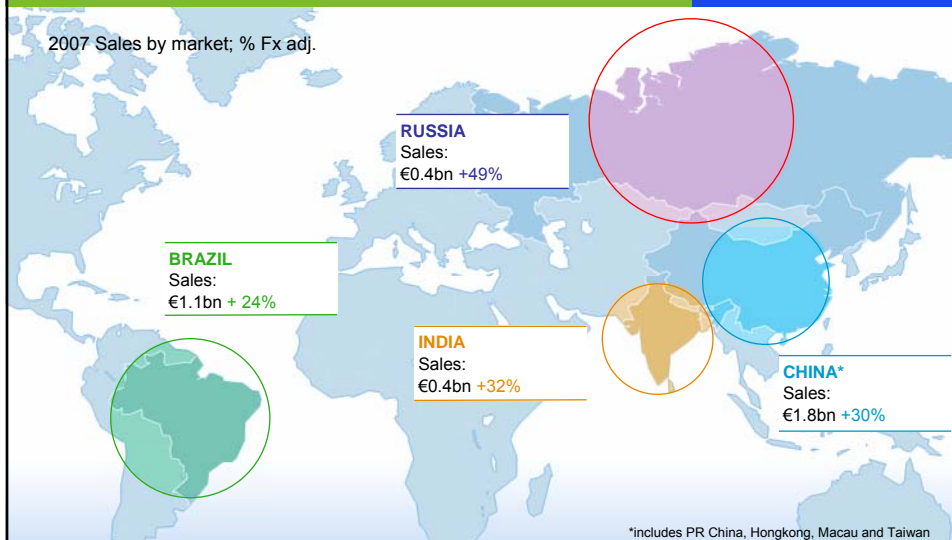 2007 Sales by market; % Fx adj.
RUSSIA
Sales:
€0.4bn +49%
BRAZIL
Sales:
€1.1bn + 24%
INDIA
Sales:
€0.4bn +32%
CHINA*
Sales:
€1.8bn +30%
*includes PR China, Hongkong, Macau and Taiwan